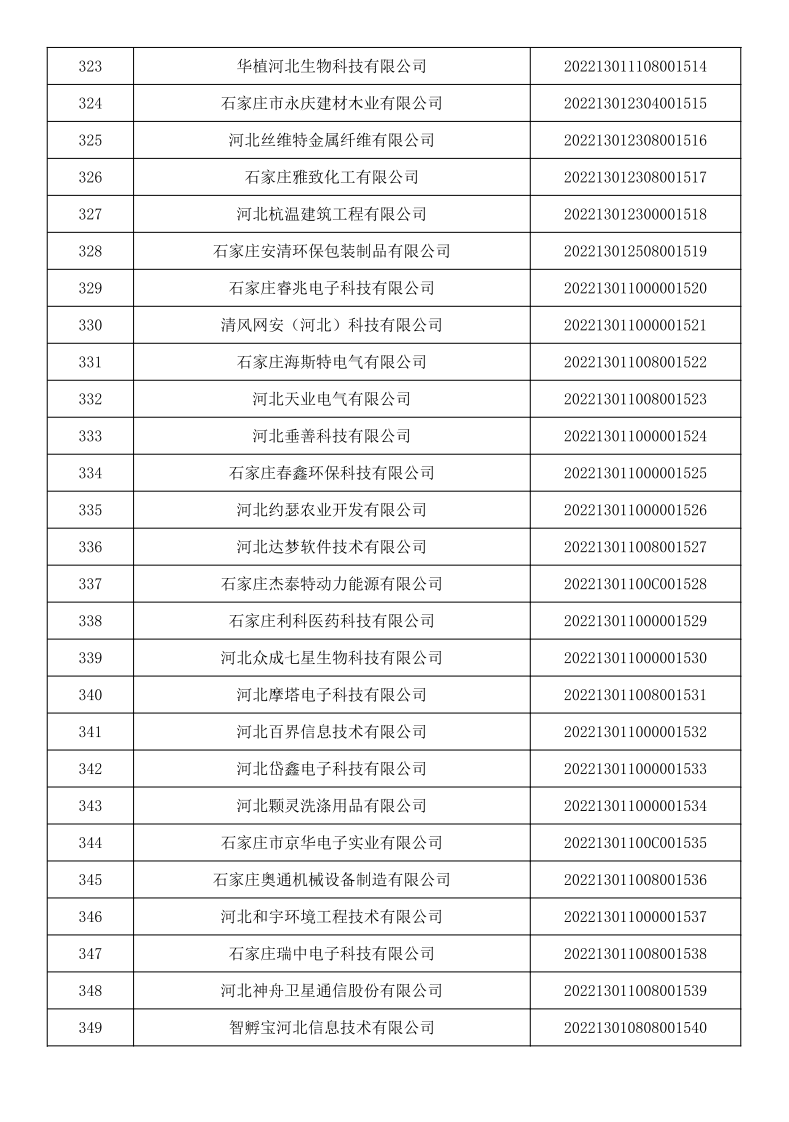 323 华植河北生物科技有限公司 202213011108001514
324 石家庄市永庆建材木业有限公司 202213012304001515
325 河北丝维特金属纤维有限公司 202213012308001516
326 石家庄雅致化工有限公司 202213012308001517
327 河北杭温建筑工程有限公司 202213012300001518
328 石家庄安清环保包装制品有限公司 202213012508001519
329 石家庄睿兆电子科技有限公司 202213011000001520
330 清风网安（河北）科技有限公司 202213011000001521
331 石家庄海斯特电气有限公司 202213011008001522
332 河北天业电气有限公司 202213011008001523
333 河北垂善科技有限公司 202213011000001524
334 石家庄春鑫环保科技有限公司 202213011000001525
335 河北约瑟农业开发有限公司 202213011000001526
336 河北达梦软件技术有限公司 202213011008001527
337 石家庄杰泰特动力能源有限公司 20221301100C001528
338 石家庄利科医药科技有限公司 202213011000001529
339 河北众成七星生物科技有限公司 202213011000001530
340 河北摩塔电子科技有限公司 202213011008001531
341 河北百界信息技术有限公司 202213011000001532
342 河北岱鑫电子科技有限公司 202213011000001533
343 河北颗灵洗涤用品有限公司 202213011000001534
344 石家庄市京华电子实业有限公司 20221301100C001535
345 石家庄奥通机械设备制造有限公司 202213011008001536
346 河北和宇环境工程技术有限公司 202213011000001537
347 石家庄瑞中电子科技有限公司 202213011008001538
348 河北神舟卫星通信股份有限公司 202213011008001539
349 智孵宝河北信息技术有限公司 202213010808001540